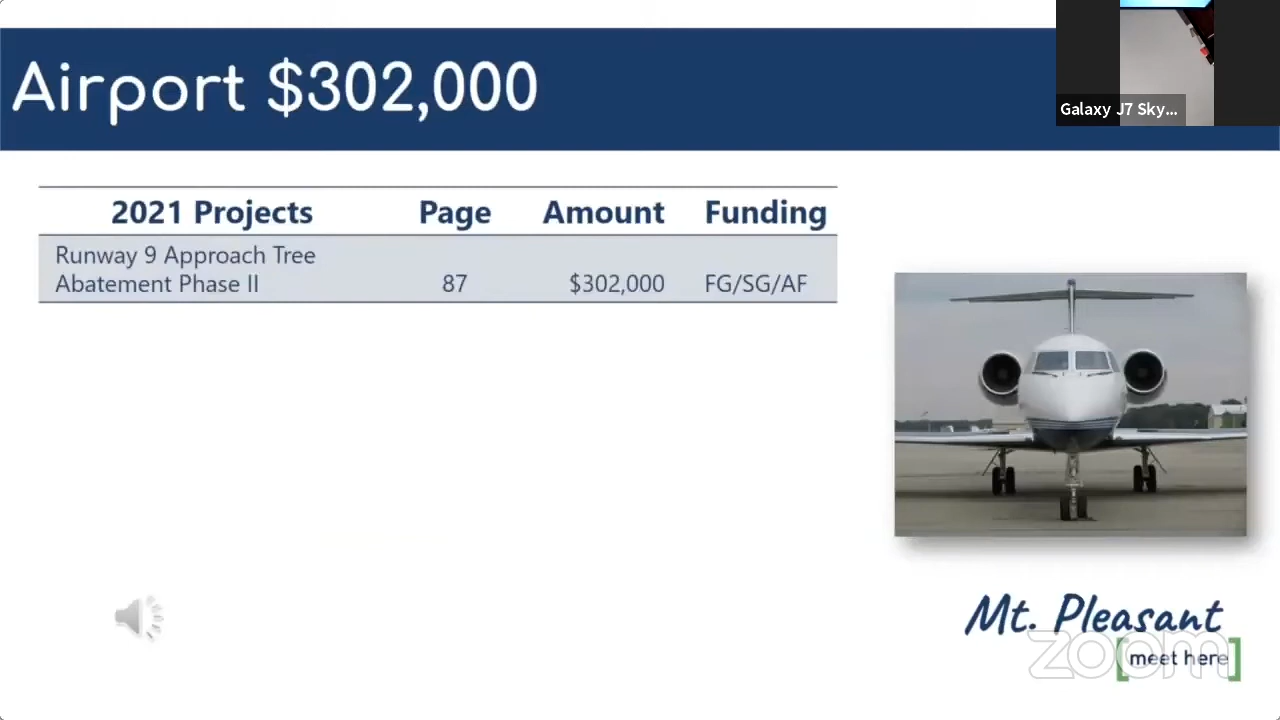 Airport $302,000
Galaxy J7 Sky...
2021 Projects Page Amount Funding
Runway 9 Approach Tree
Abatement Phase II 87 $302,000 FG/SG/AF
Mt. Pleasant
zoom
[meet here]